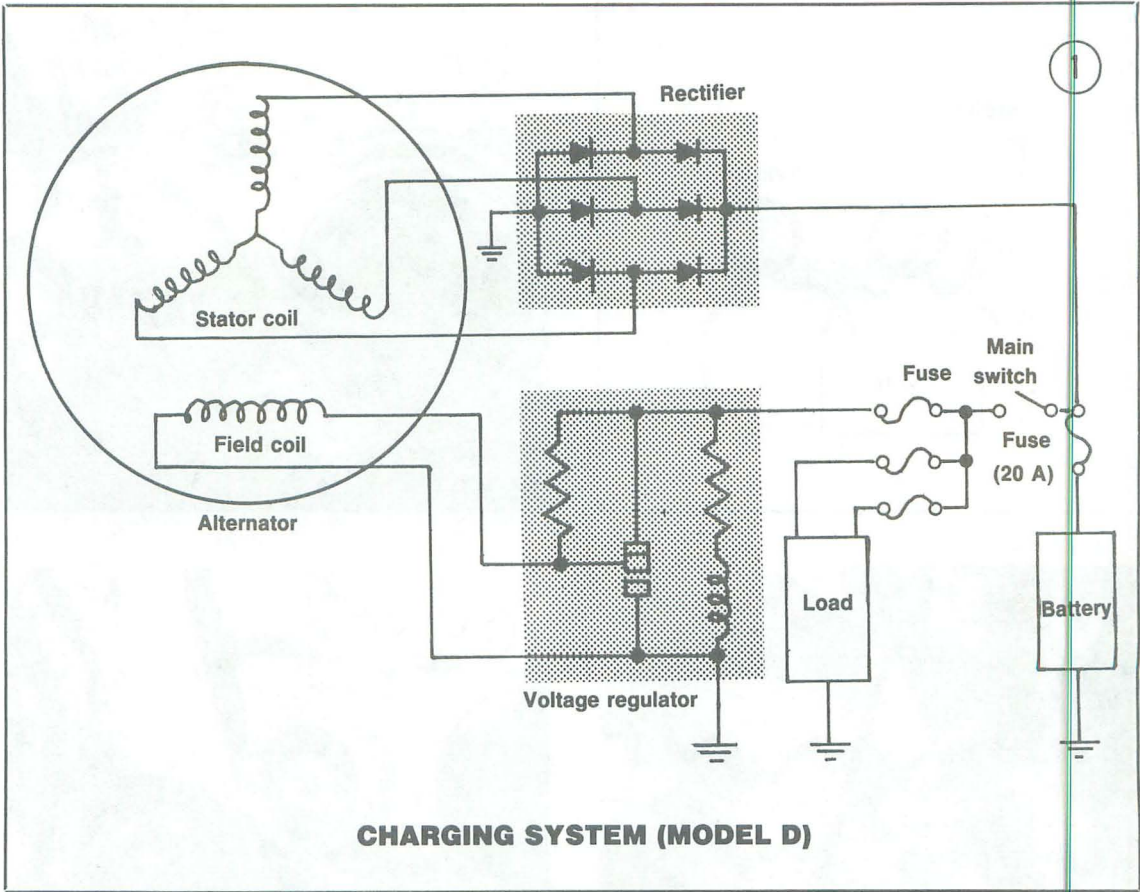 1
Rectifier
Stator coil
Main
switch
Fuse
Fuse
(20 A)
Field coil
Alternator
Load
Battery
Voltage regulator
CHARGING SYSTEM (MODEL D)